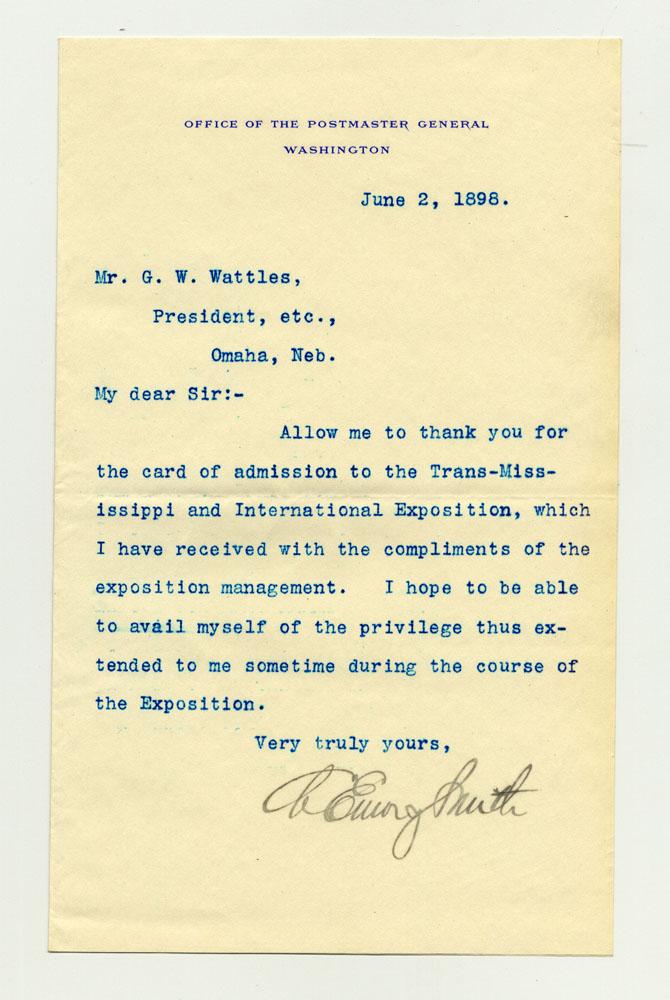 OFFICE OF THE POSTMASTER GENERAL
WASHINGTON
June 2, 1898.
Mr. G. W. Wattles,
President, etc.,
Omaha, Neb.
My dear Sir:-
Allow me to thank you for
the card of admission to the Trans-Miss-
issippi and International Exposition, which
I have received with the compliments of the
exposition management. I hope to be able
to avail myself of the privilege thus ex-
tended to me sometime during the course of
the Exposition.
Very truly yours,
Ch Emory Smith